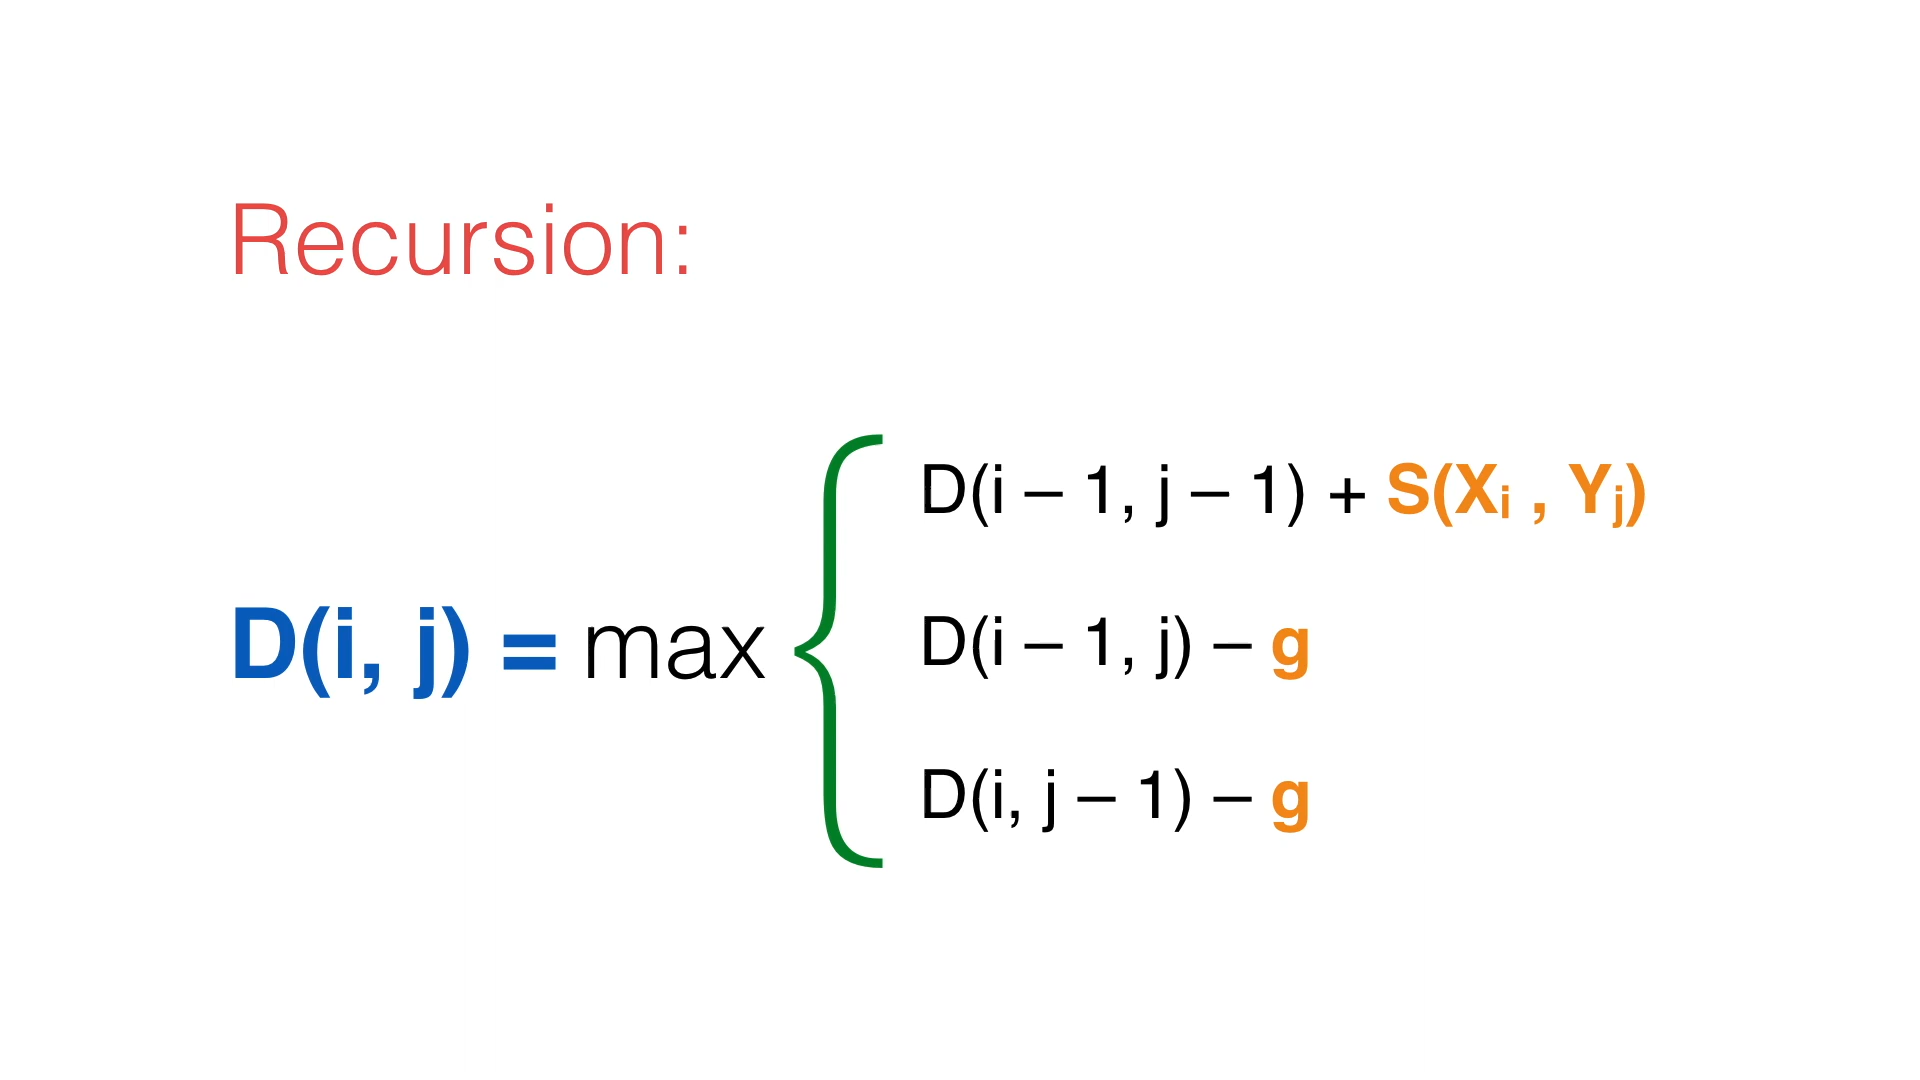 Recursion:
D(i – 1, j – 1) + S(Xᵢ , Yⱼ)
D(i, j) = max { D(i – 1, j) – g
D(i, j – 1) – g